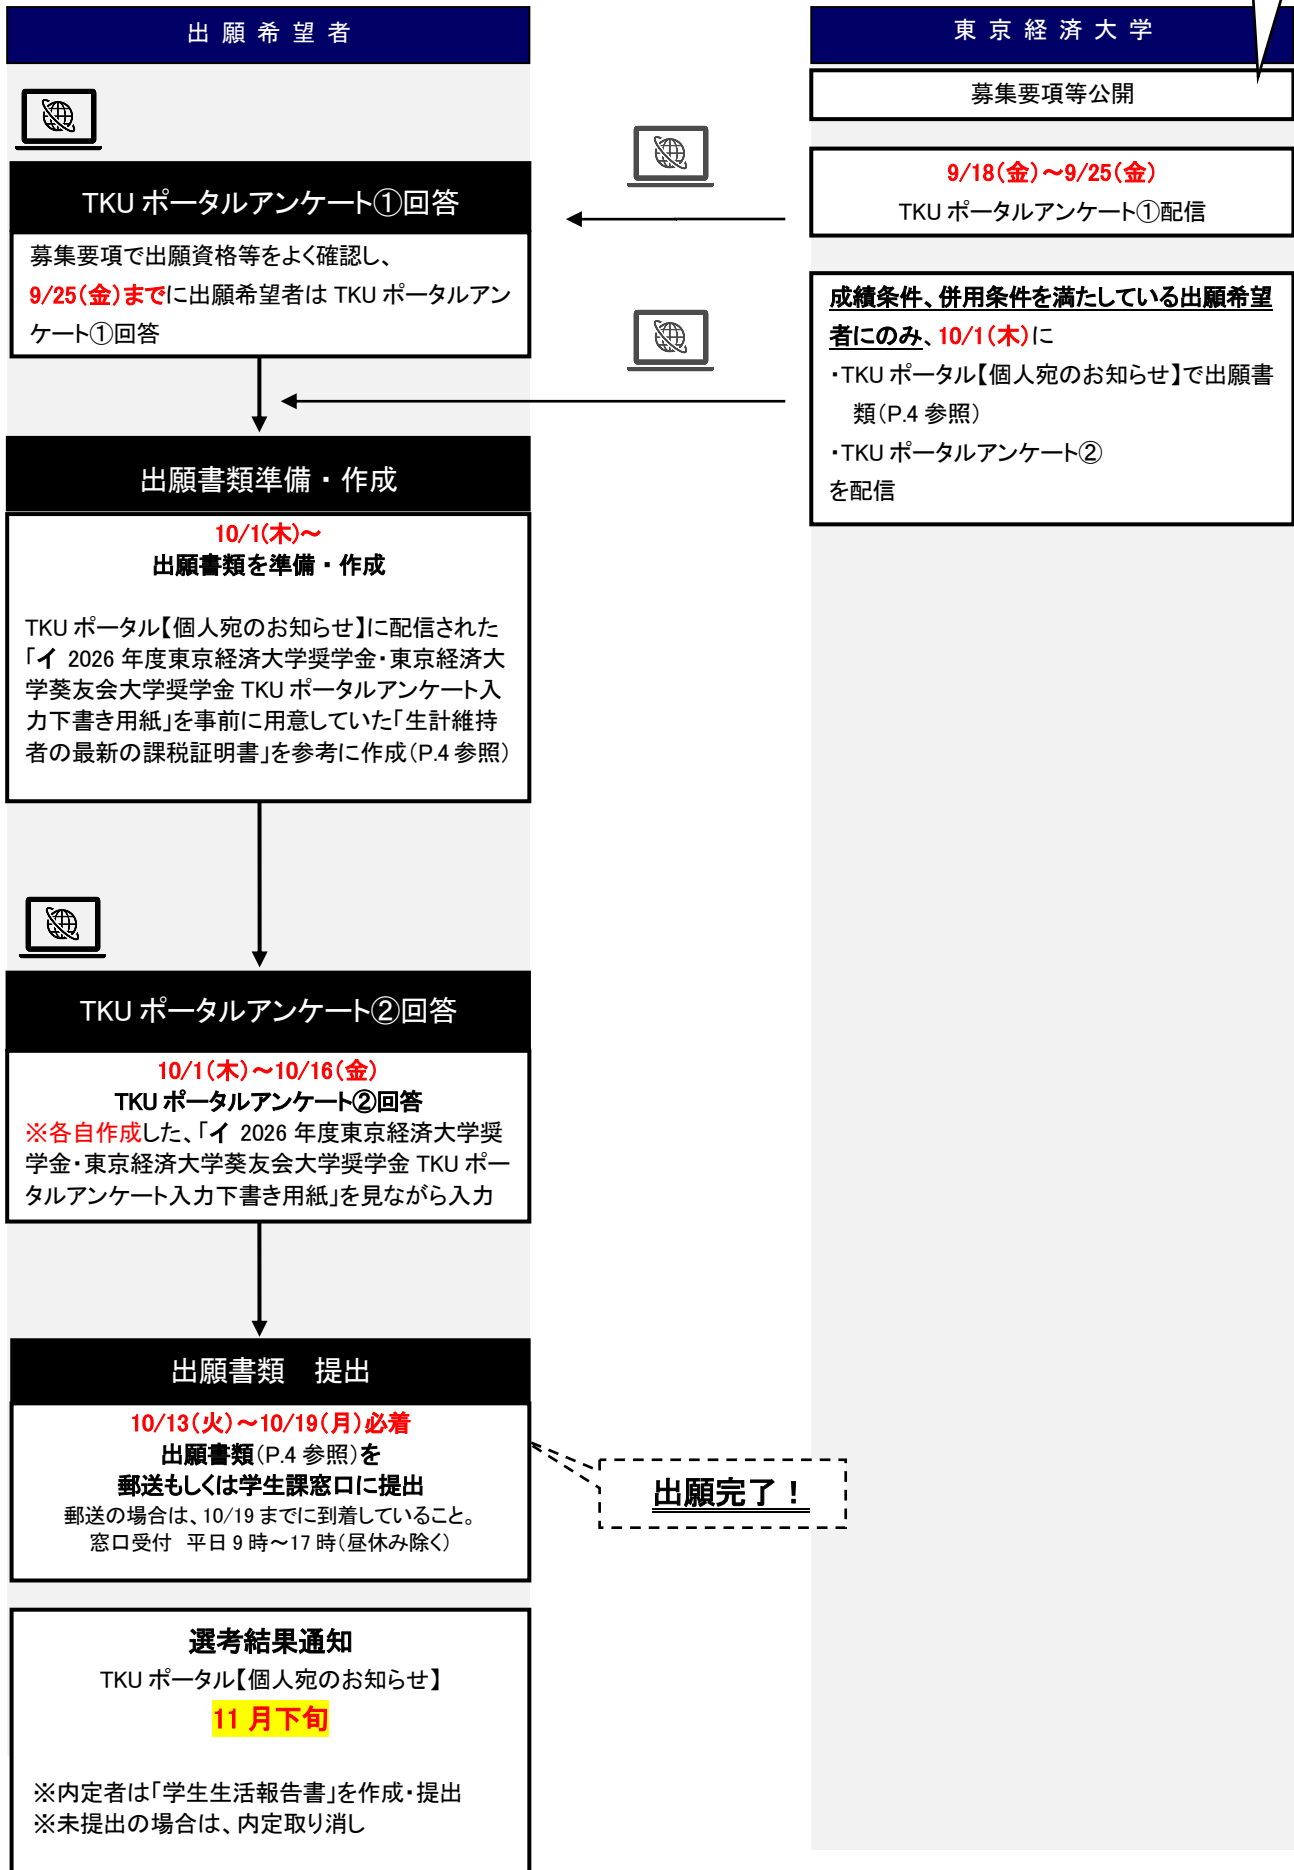 出願希望者
東京経済大学
募集要項等公開
9/18（金）～9/25（金）
TKU ポータルアンケート①配信
TKU ポータルアンケート①回答
募集要項で出願資格等をよく確認し、
9/25（金）までに出願希望者は TKU ポータルアン
ケート①回答
成績条件、併用条件を満たしている出願希望
者にのみ、10/1（木）に
・TKU ポータル【個人宛のお知らせ】で出願書
類（P.4 参照）
・TKU ポータルアンケート②
を配信
出願書類準備・作成
10/1(木)～
出願書類を準備・作成
TKU ポータル【個人宛のお知らせ】に配信された
「イ 2026 年度東京経済大学奨学金・東京経済大
学葵友会大学奨学金 TKU ポータルアンケート入
力下書き用紙」を事前に用意していた「生計維持
者の最新の課税証明書」を参考に作成（P.4 参照）
TKU ポータルアンケート②回答
10/1（木）～10/16（金）
TKU ポータルアンケート②回答
※各自作成した、「イ 2026 年度東京経済大学奨
学金・東京経済大学葵友会大学奨学金 TKU ポー
タルアンケート入力下書き用紙」を見ながら入力
出願書類　提出
10/13（火）～10/19（月）必着
出願書類（P.4 参照）を
郵送もしくは学生課窓口に提出
郵送の場合は、10/19 までに到着していること。
窓口受付　平日 9 時～17 時（昼休み除く）
出願完了！
選考結果通知
TKU ポータル【個人宛のお知らせ】
11 月下旬
※内定者は「学生生活報告書」を作成・提出
※未提出の場合は、内定取り消し